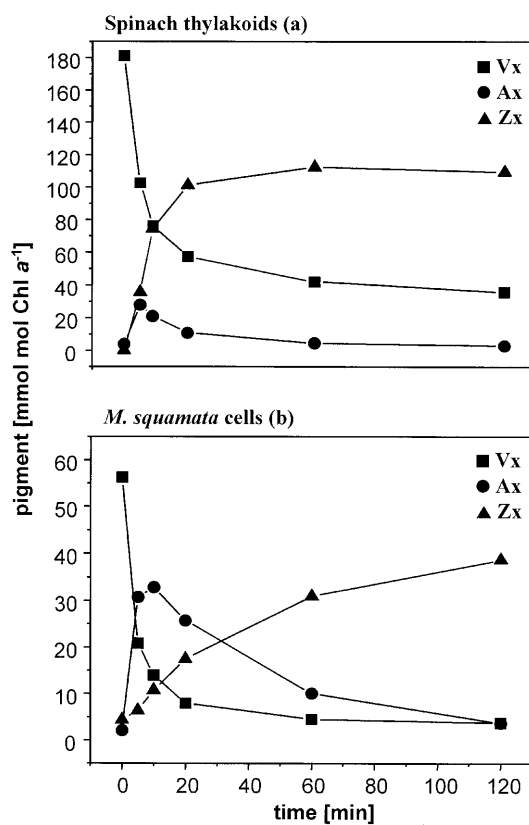 Spinach thylakoids (a)
180
160
140
120
100
80
60
40
20
0
Vx
Ax
Zx
pigment [mmol mol Chl a⁻¹]
M. squamata cells (b)
60
50
40
30
20
10
0
Vx
Ax
Zx
0 20 40 60 80 100 120
time [min]